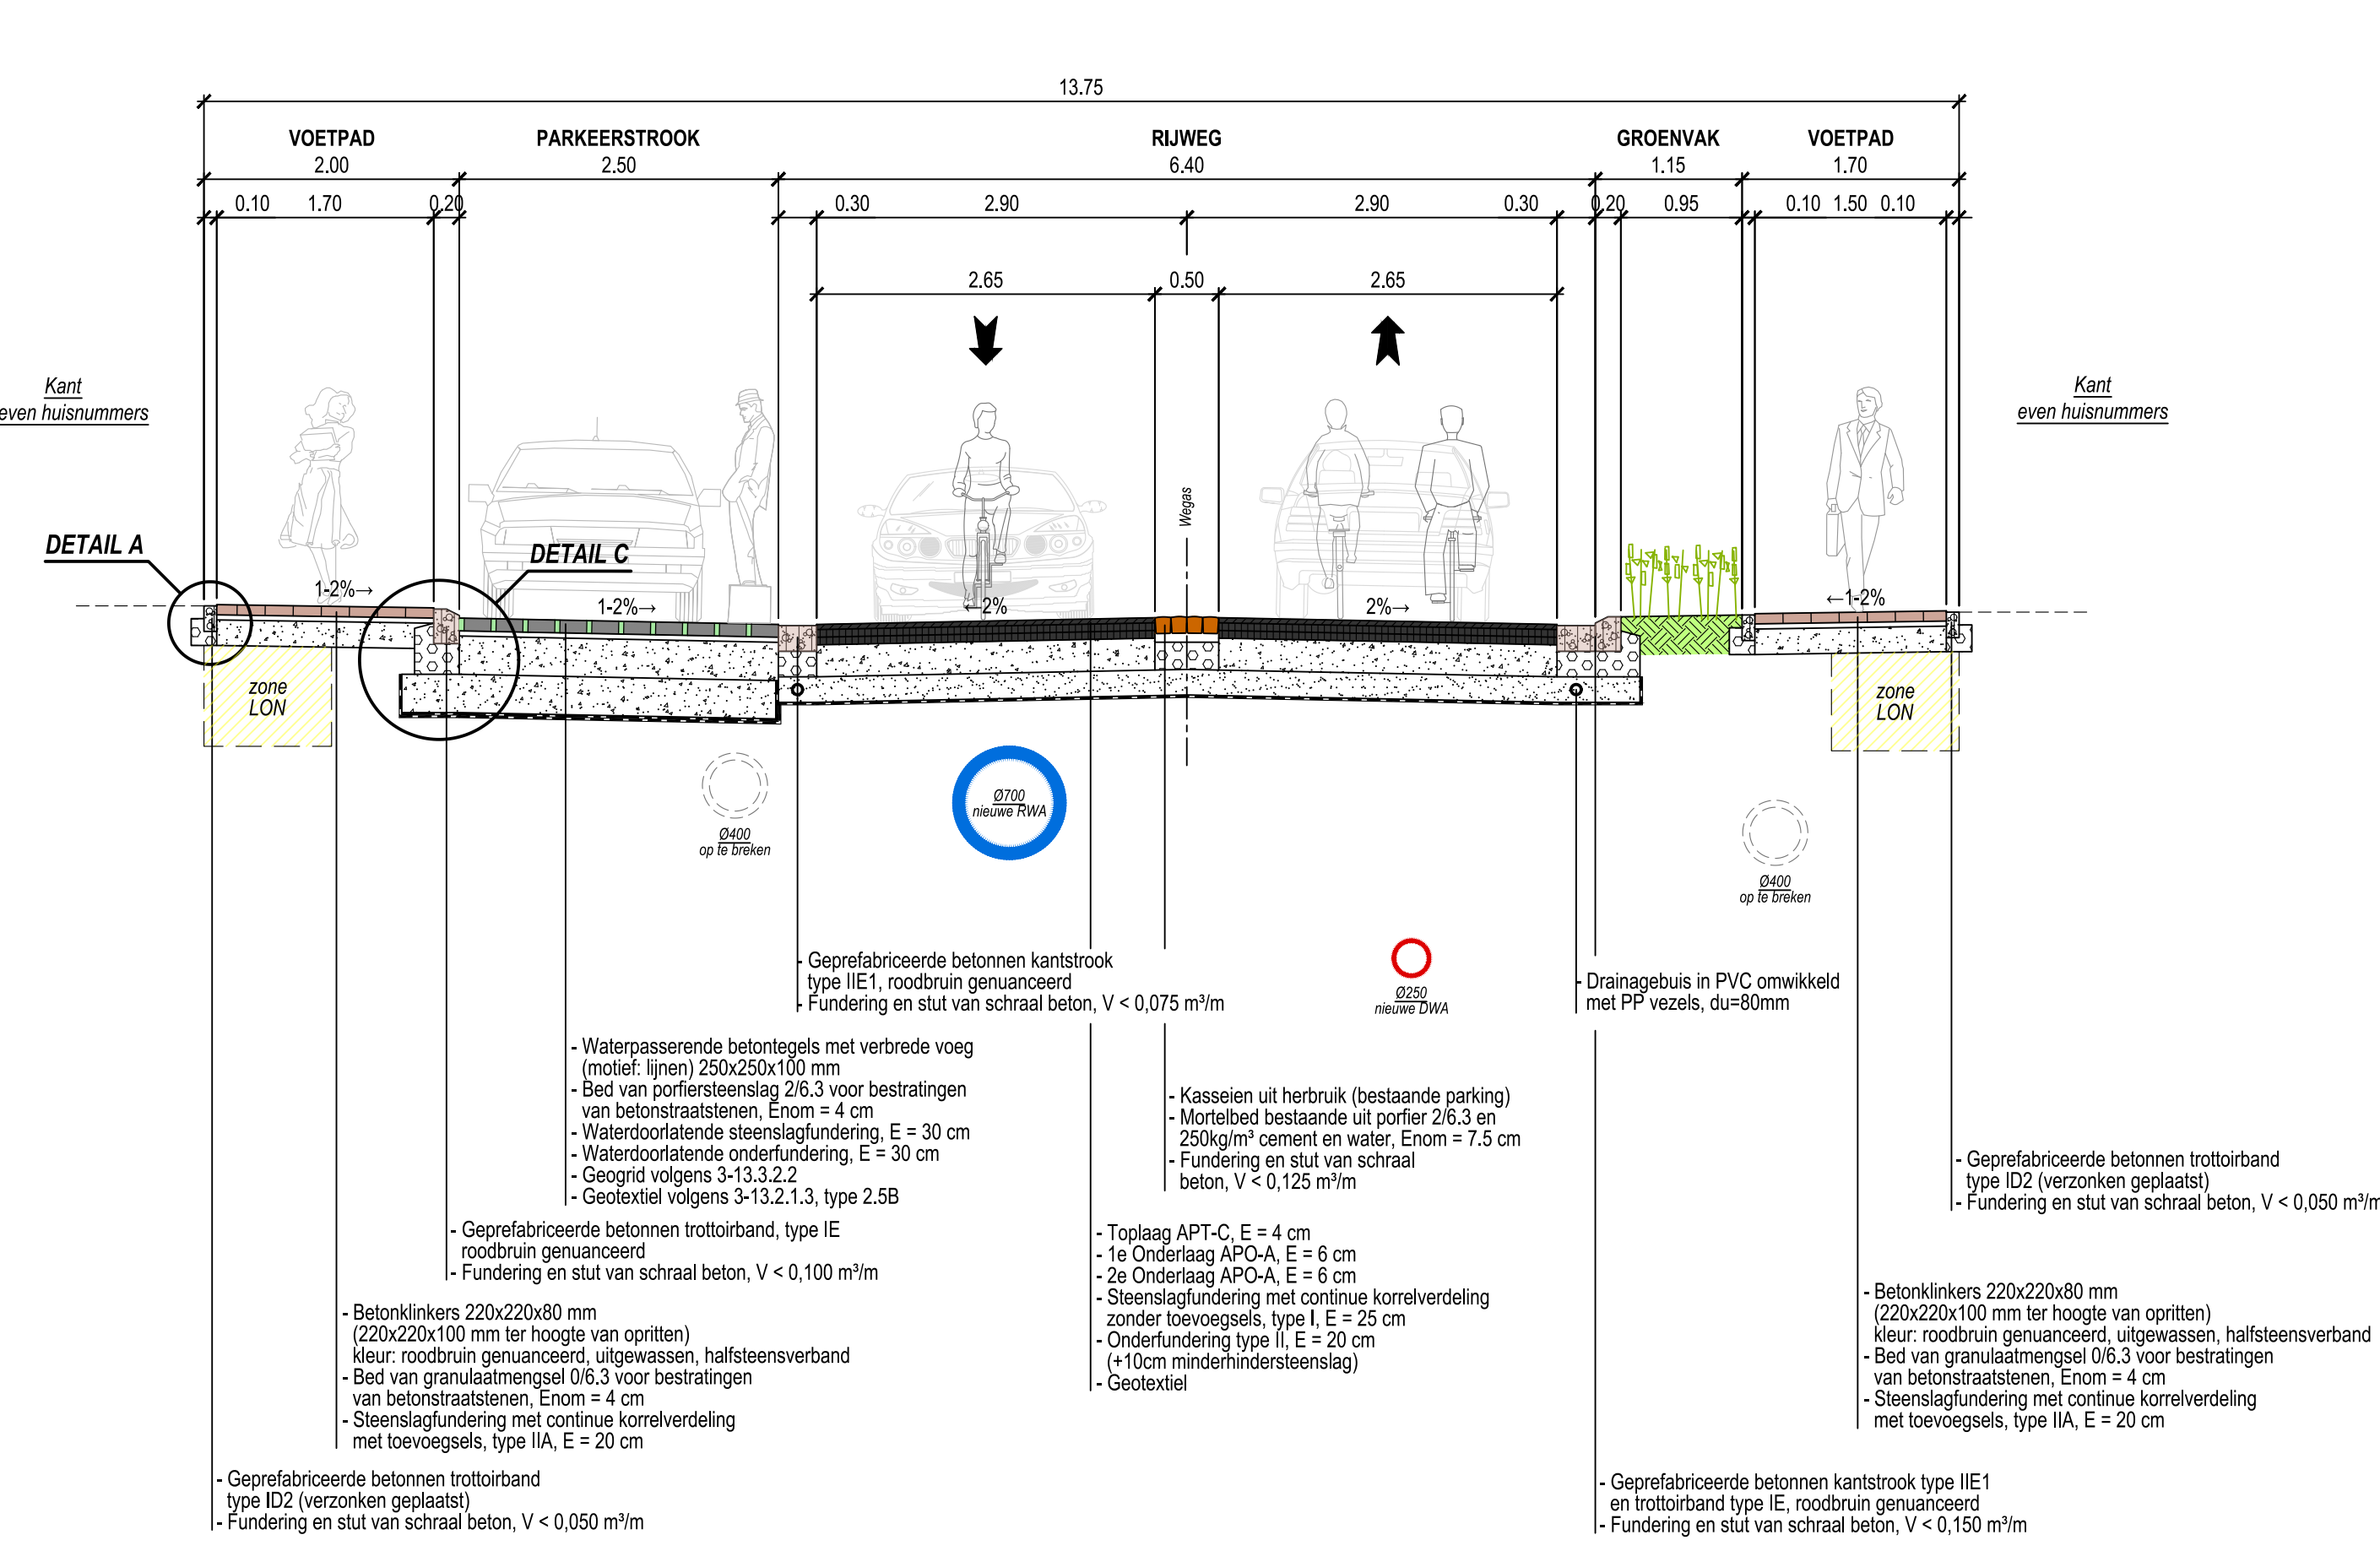 13.75
VOETPAD
2.00
PARKEERSTROOK
2.50
RIJWEG
6.40
GROENVAK
1.15
VOETPAD
1.70
0.10 1.70 0.20
0.30 2.90 2.90 0.30
0.20 0.95
0.10 1.50 0.10
2.65 0.50 2.65
Kant
even huisnummers
Kant
even huisnummers
Wegas
DETAIL A
DETAIL C
1-2%→
1-2%→
←2%
2%→
←1-2%
zone
LON
zone
LON
Ø400
op te breken
Ø700
nieuwe RWA
Ø400
op te breken
Ø250
nieuwe DWA
- Geprefabriceerde betonnen kantstrook
type IIE1, roodbruin genuanceerd
- Fundering en stut van schraal beton, V < 0,075 m³/m
- Drainagebuis in PVC omwikkeld
met PP vezels, du=80mm
- Waterpasserende betontegels met verbrede voeg
(motief: lijnen) 250x250x100 mm
- Bed van porfiersteenslag 2/6.3 voor bestratingen
van betonstraatstenen, Enom = 4 cm
- Waterdoorlatende steenslagfundering, E = 30 cm
- Waterdoorlatende onderfundering, E = 30 cm
- Geogrid volgens 3-13.3.2.2
- Geotextiel volgens 3-13.2.1.3, type 2.5B
- Kasseien uit herbruik (bestaande parking)
- Mortelbed bestaande uit porfier 2/6.3 en
250kg/m³ cement en water, Enom = 7.5 cm
- Fundering en stut van schraal
beton, V < 0,125 m³/m
- Geprefabriceerde betonnen trottoirband
type ID2 (verzonken geplaatst)
- Fundering en stut van schraal beton, V < 0,050 m³/m
- Geprefabriceerde betonnen trottoirband, type IE
roodbruin genuanceerd
- Fundering en stut van schraal beton, V < 0,100 m³/m
- Toplaag APT-C, E = 4 cm
- 1e Onderlaag APO-A, E = 6 cm
- 2e Onderlaag APO-A, E = 6 cm
- Steenslagfundering met continue korrelverdeling
zonder toevoegsels, type I, E = 25 cm
- Onderfundering type II, E = 20 cm
(+10cm minderhindersteenslag)
- Geotextiel
- Betonklinkers 220x220x80 mm
(220x220x100 mm ter hoogte van opritten)
kleur: roodbruin genuanceerd, uitgewassen, halfsteensverband
- Bed van granulaatmengsel 0/6.3 voor bestratingen
van betonstraatstenen, Enom = 4 cm
- Steenslagfundering met continue korrelverdeling
met toevoegsels, type IIA, E = 20 cm
- Betonklinkers 220x220x80 mm
(220x220x100 mm ter hoogte van opritten)
kleur: roodbruin genuanceerd, uitgewassen, halfsteensverband
- Bed van granulaatmengsel 0/6.3 voor bestratingen
van betonstraatstenen, Enom = 4 cm
- Steenslagfundering met continue korrelverdeling
met toevoegsels, type IIA, E = 20 cm
- Geprefabriceerde betonnen trottoirband
type ID2 (verzonken geplaatst)
- Fundering en stut van schraal beton, V < 0,050 m³/m
- Geprefabriceerde betonnen kantstrook type IIE1
en trottoirband type IE, roodbruin genuanceerd
- Fundering en stut van schraal beton, V < 0,150 m³/m